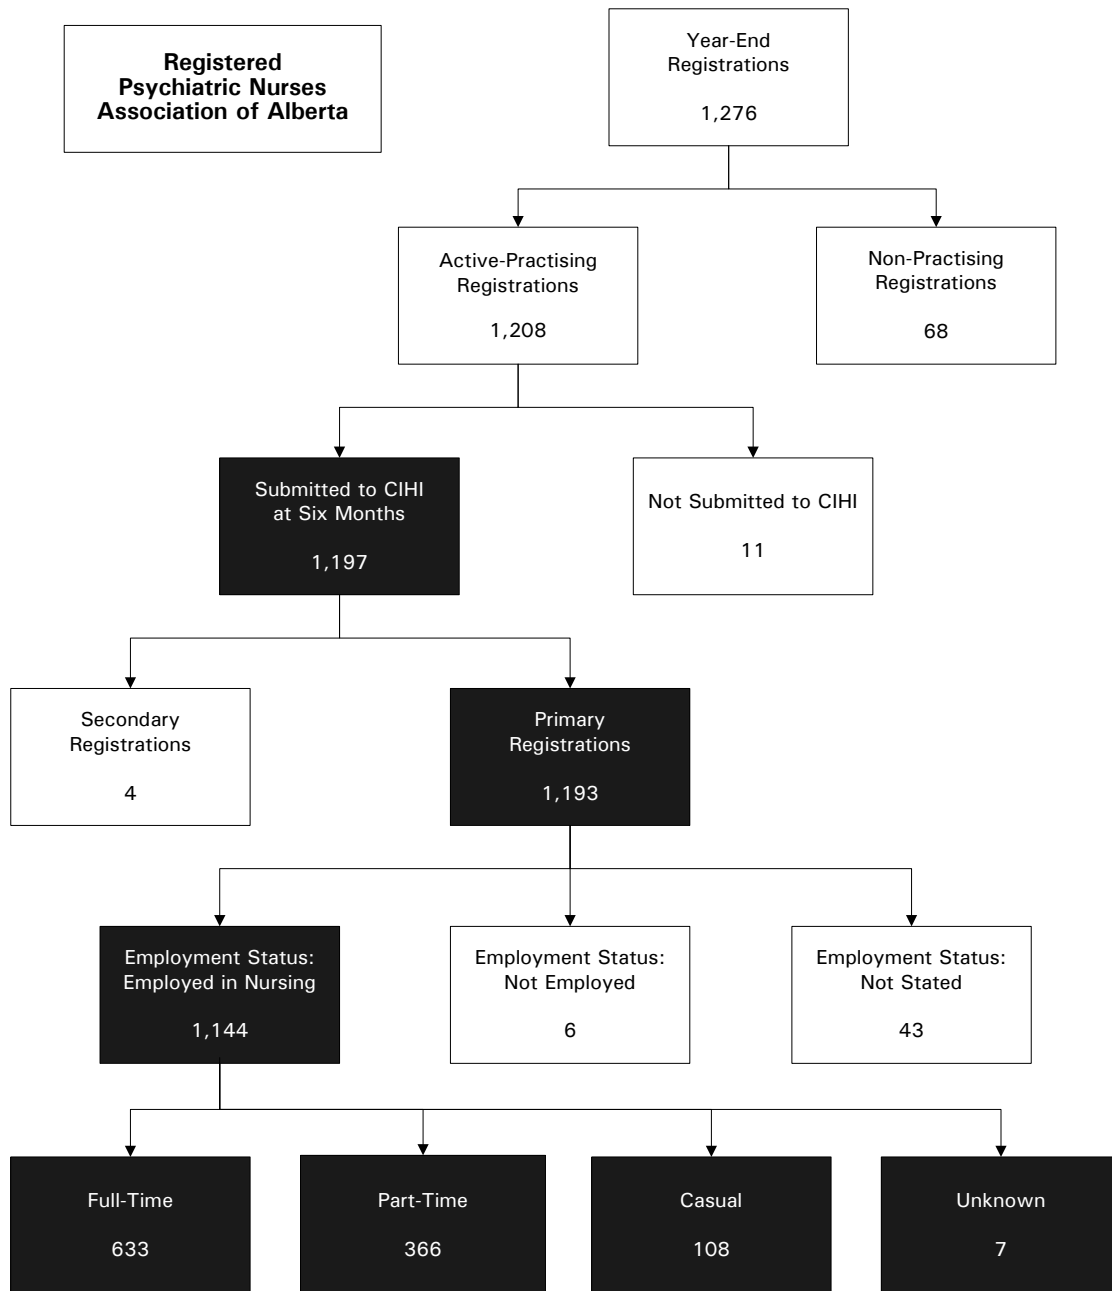 Registered
Psychiatric Nurses
Association of Alberta
Year-End
Registrations
1,276
Active-Practising
Registrations
1,208
Non-Practising
Registrations
68
Submitted to CIHI
at Six Months
1,197
Not Submitted to CIHI
11
Secondary
Registrations
4
Primary
Registrations
1,193
Employment Status:
Employed in Nursing
1,144
Employment Status:
Not Employed
6
Employment Status:
Not Stated
43
Full-Time
633
Part-Time
366
Casual
108
Unknown
7